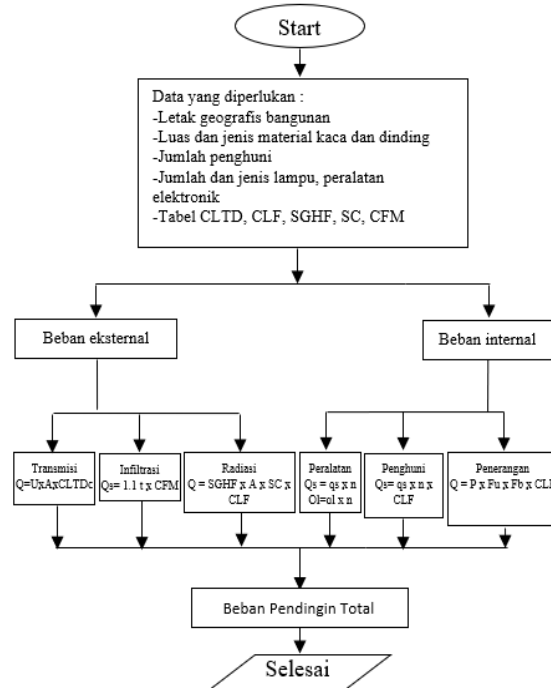 Start
Data yang diperlukan :
-Letak geografis bangunan
-Luas dan jenis material kaca dan dinding
-Jumlah penghuni
-Jumlah dan jenis lampu, peralatan
elektronik
-Tabel CLTD, CLF, SGHF, SC, CFM
Beban eksternal
Beban internal
Transmisi
Q=UxAxCLTDc
Infiltrasi
Qs= 1.1 t x CFM
Radiasi
Q = SGHF x A x SC x
CLF
Peralatan
Qs = qs x n
Ol=ol x n
Penghuni
Qs= qs x n x
CLF
Penerangan
Q = P x Fu x Fb x CL
Beban Pendingin Total
Selesai